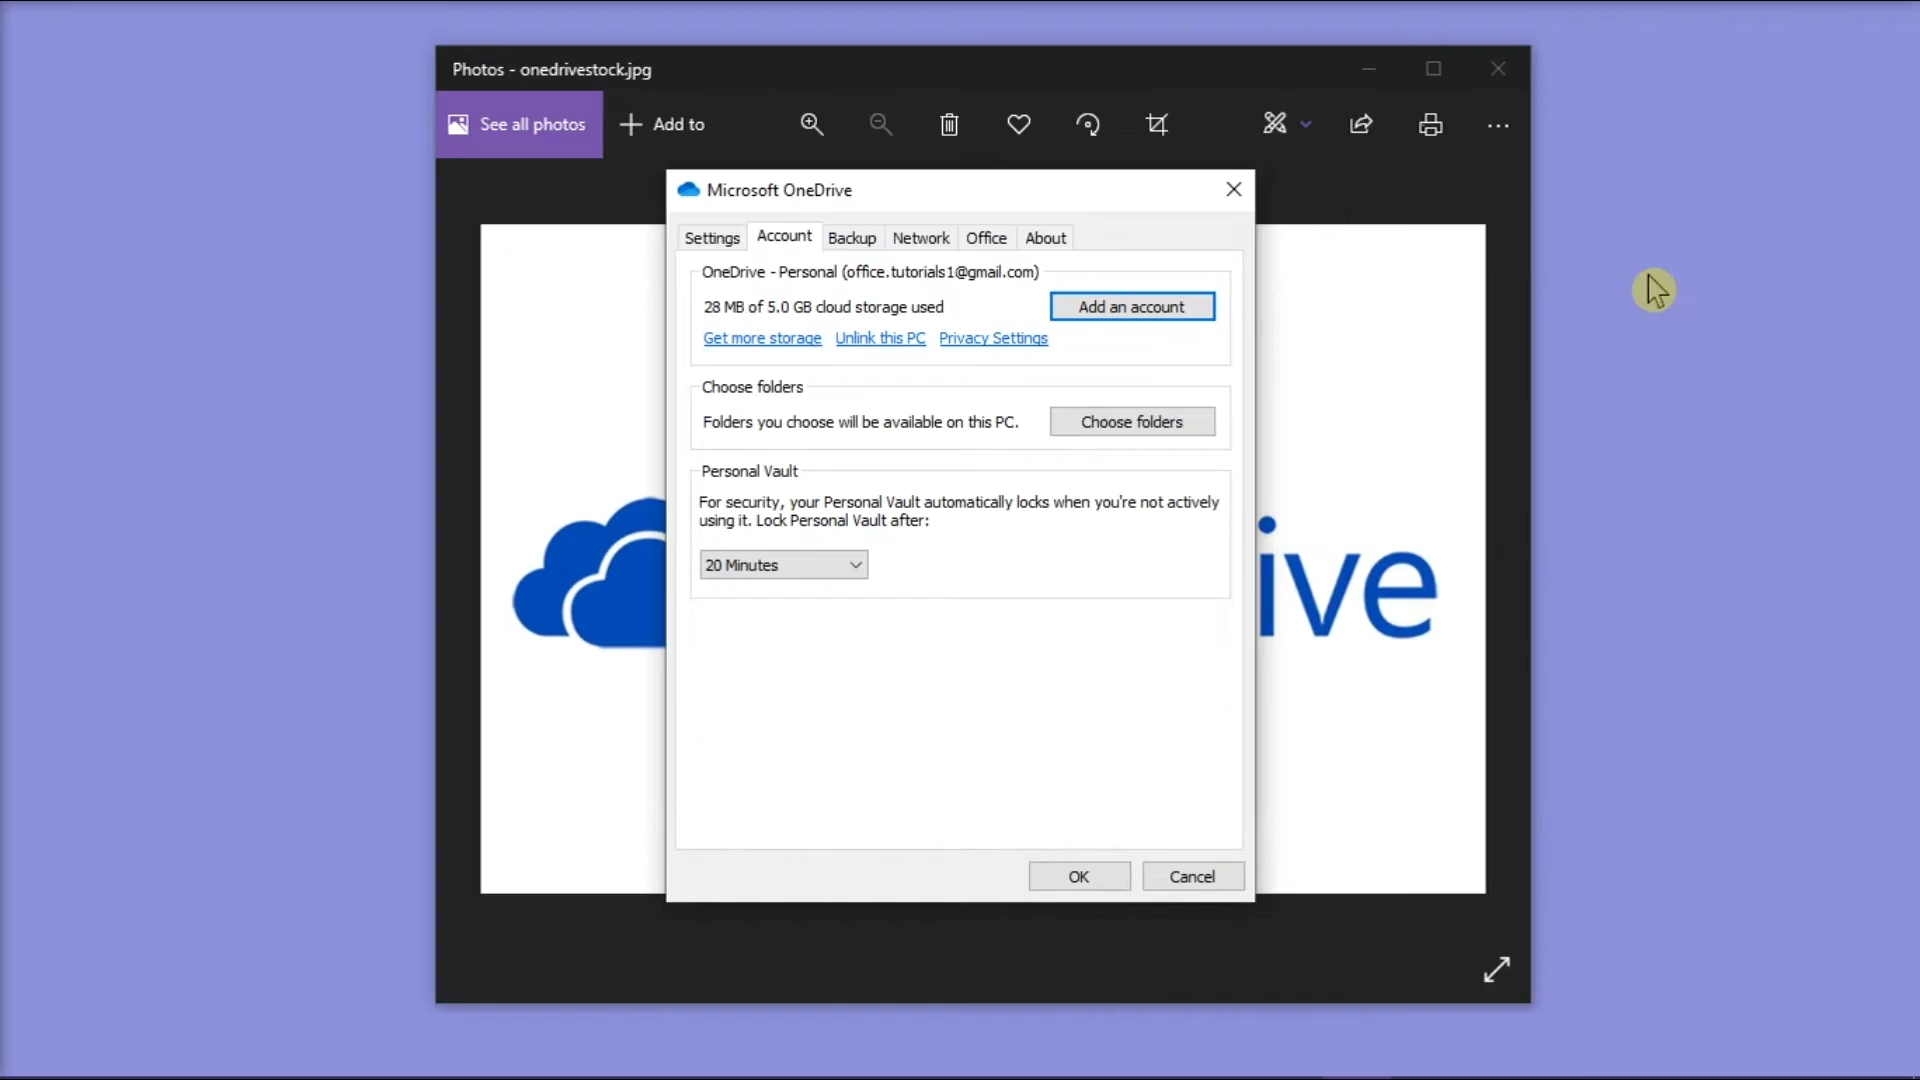 Photos - onedrivestock.jpg
See all photos
Add to
Microsoft OneDrive
Settings Account Backup Network Office About
OneDrive - Personal (office.tutorials1@gmail.com)
28 MB of 5.0 GB cloud storage used
Add an account
Get more storage Unlink this PC Privacy Settings
Choose folders
Folders you choose will be available on this PC.
Choose folders
Personal Vault
For security, your Personal Vault automatically locks when you're not actively
using it. Lock Personal Vault after:
20 Minutes
ive
OK Cancel